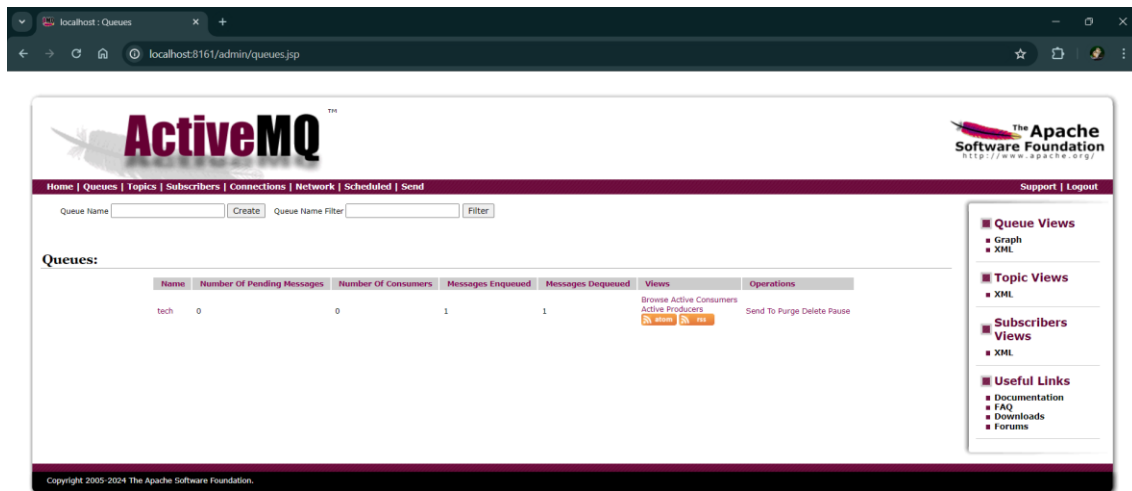 localhost : Queues
localhost:8161/admin/queues.jsp
ActiveMQ™
The Apache
Software Foundation
http://www.apache.org/
Home | Queues | Topics | Subscribers | Connections | Network | Scheduled | Send
Support | Logout
Queue Name Create Queue Name Filter Filter
Queues:
Name Number Of Pending Messages Number Of Consumers Messages Enqueued Messages Dequeued Views Operations
tech 0 0 1 1 Browse Active Consumers
Active Producers
atom rss
Send To Purge Delete Pause
Queue Views
Graph
XML
Topic Views
XML
Subscribers
Views
XML
Useful Links
Documentation
FAQ
Downloads
Forums
Copyright 2005-2024 The Apache Software Foundation.